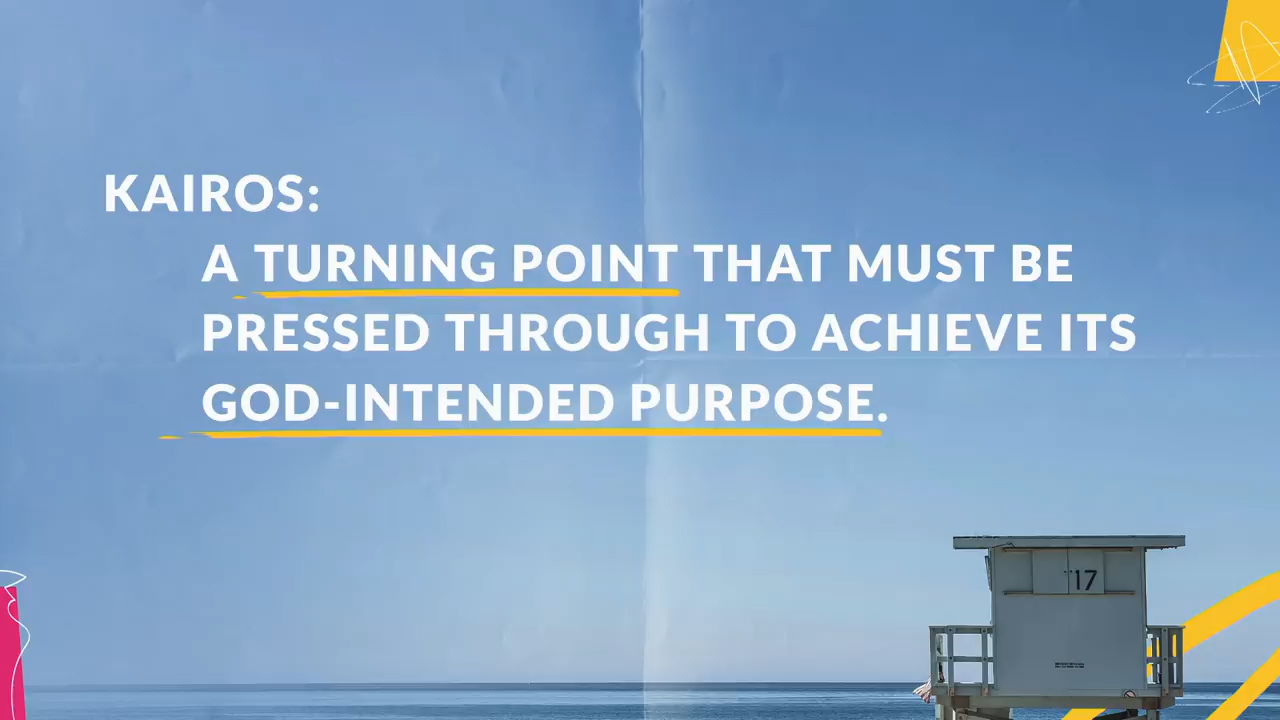 KAIROS:
A TURNING POINT THAT MUST BE
PRESSED THROUGH TO ACHIEVE ITS
GOD-INTENDED PURPOSE.
17